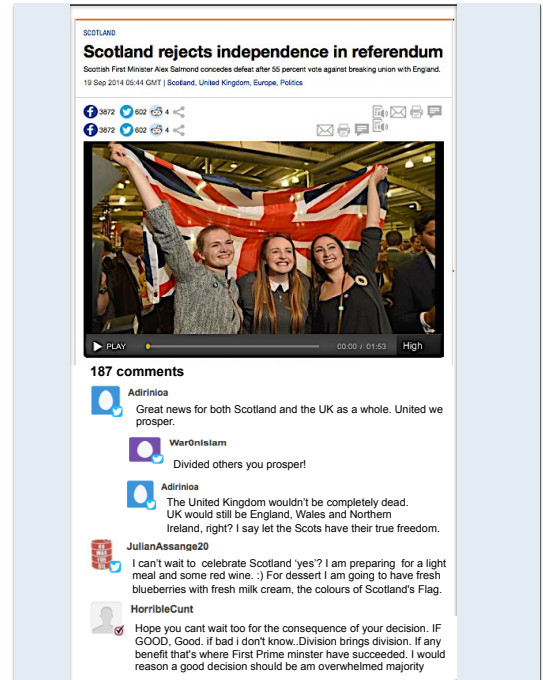 SCOTLAND
Scotland rejects independence in referendum
Scottish First Minister Alex Salmond concedes defeat after 55 percent vote against breaking union with England.
19 Sep 2014 05:44 GMT | Scotland, United Kingdom, Europe, Politics
3872 602 4
3872 602 4
PLAY 00:00 / 01:53 High
187 comments
Adirinioa
Great news for both Scotland and the UK as a whole. United we
prosper.
War0nIslam
Divided others you prosper!
Adirinioa
The United Kingdom wouldn't be completely dead.
UK would still be England, Wales and Northern
Ireland, right? I say let the Scots have their true freedom.
JulianAssange20
I can't wait to celebrate Scotland 'yes'? I am preparing for a light
meal and some red wine. :) For dessert I am going to have fresh
blueberries with fresh milk cream, the colours of Scotland's Flag.
HorribleCunt
Hope you cant wait too for the consequence of your decision. IF
GOOD, Good. if bad i don't know..Division brings division. If any
benefit that's where First Prime minster have succeeded. I would
reason a good decision should be am overwhelmed majority